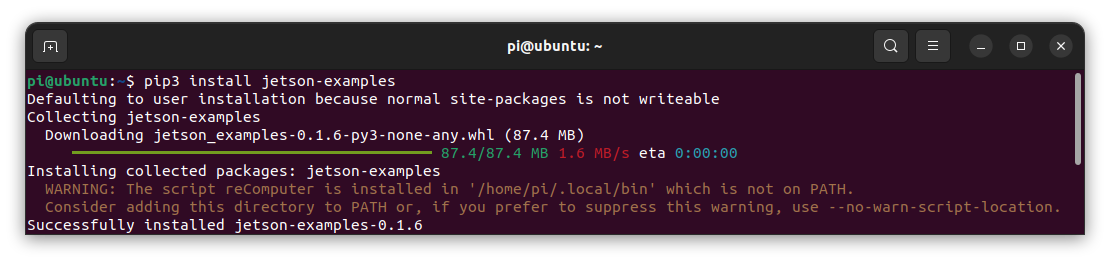 pi@ubuntu: ~
pi@ubuntu:~$ pip3 install jetson-examples
Defaulting to user installation because normal site-packages is not writeable
Collecting jetson-examples
  Downloading jetson_examples-0.1.6-py3-none-any.whl (87.4 MB)
87.4/87.4 MB 1.6 MB/s eta 0:00:00
Installing collected packages: jetson-examples
  WARNING: The script reComputer is installed in '/home/pi/.local/bin' which is not on PATH.
  Consider adding this directory to PATH or, if you prefer to suppress this warning, use --no-warn-script-location.
Successfully installed jetson-examples-0.1.6